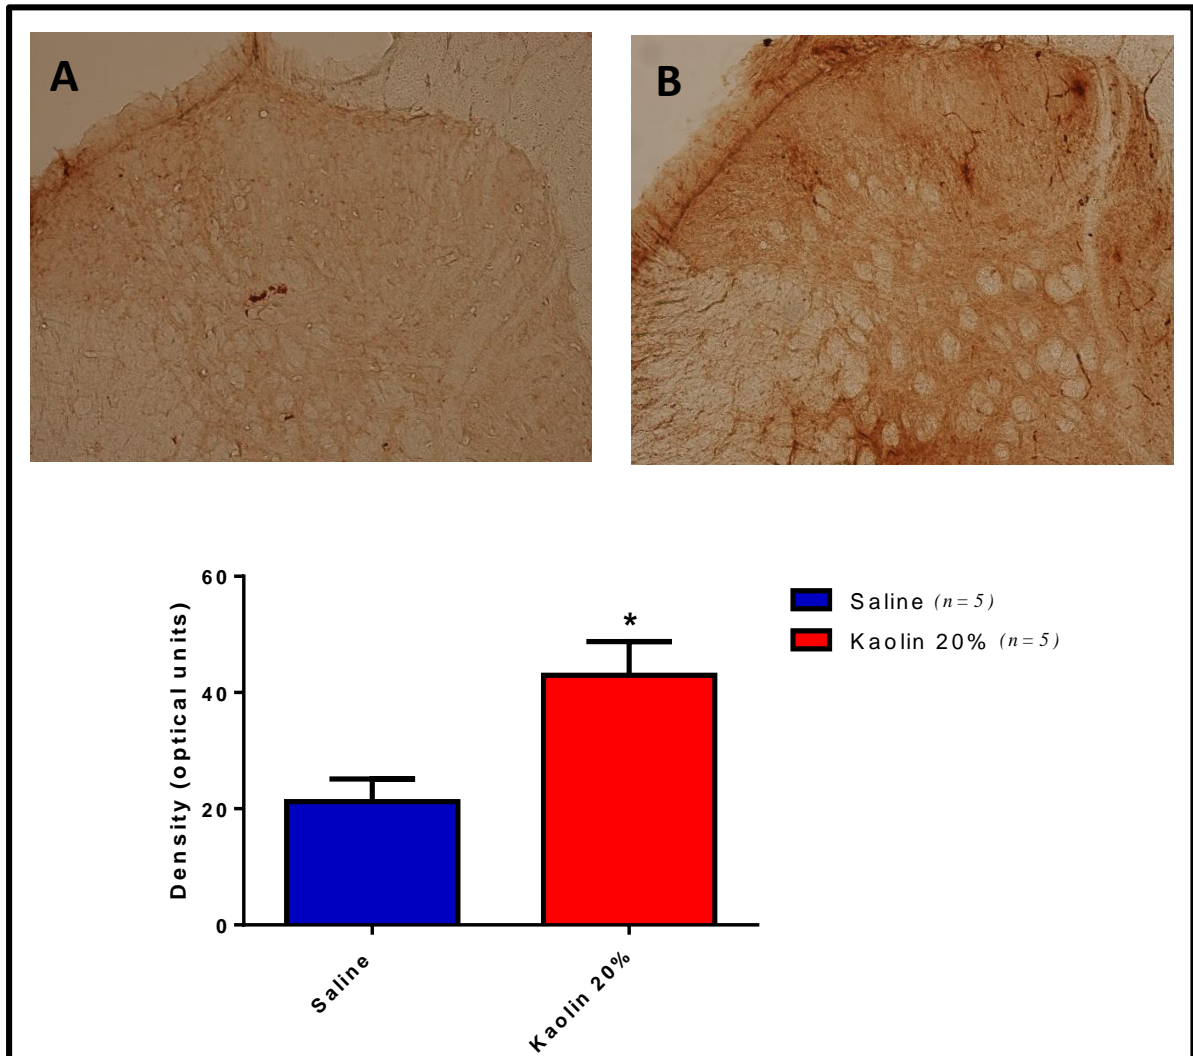 A
B
60
40
20
0
Density (optical units)
*
Saline
Kaolin 20%
Saline (n = 5)
Kaolin 20% (n = 5)